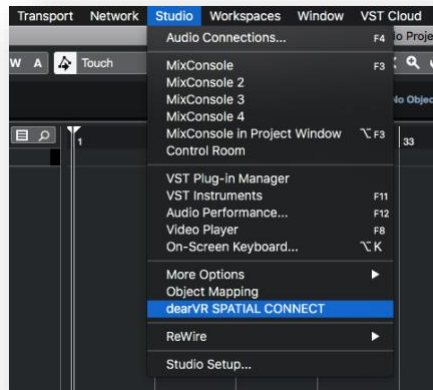 Transport Network Studio Workspaces Window VST Cloud
Audio Connections... F4
W A Touch
MixConsole F3
MixConsole 2
MixConsole 3
MixConsole 4
MixConsole in Project Window ⌥ F3
Control Room
1
33
VST Plug-in Manager
VST Instruments F11
Audio Performance... F12
Video Player F8
On-Screen Keyboard... ⌥ K
More Options ▶
Object Mapping
dearVR SPATIAL CONNECT
ReWire ▶
Studio Setup...